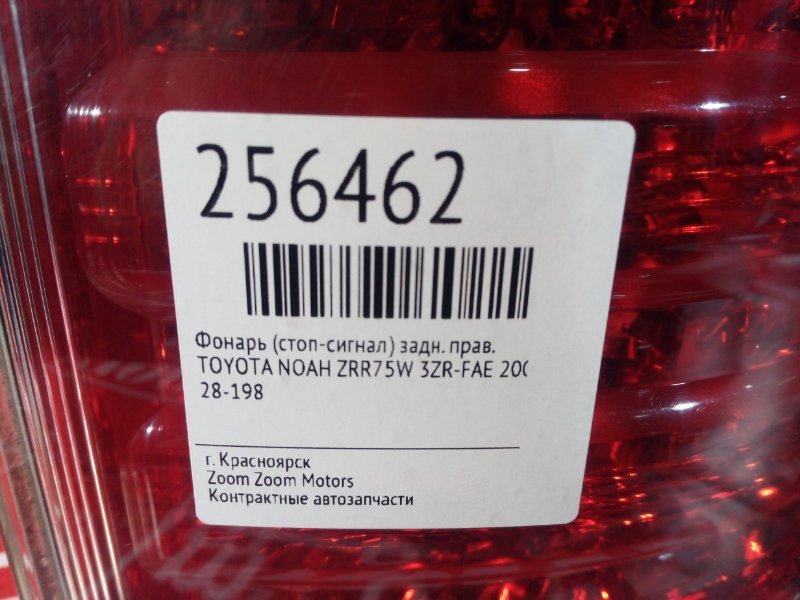 256462
Фонарь (стоп-сигнал) задн. прав.
TOYOTA NOAH ZRR75W 3ZR-FAE 200
28-198
г. Красноярск
Zoom Zoom Motors
Контрактные автозапчасти